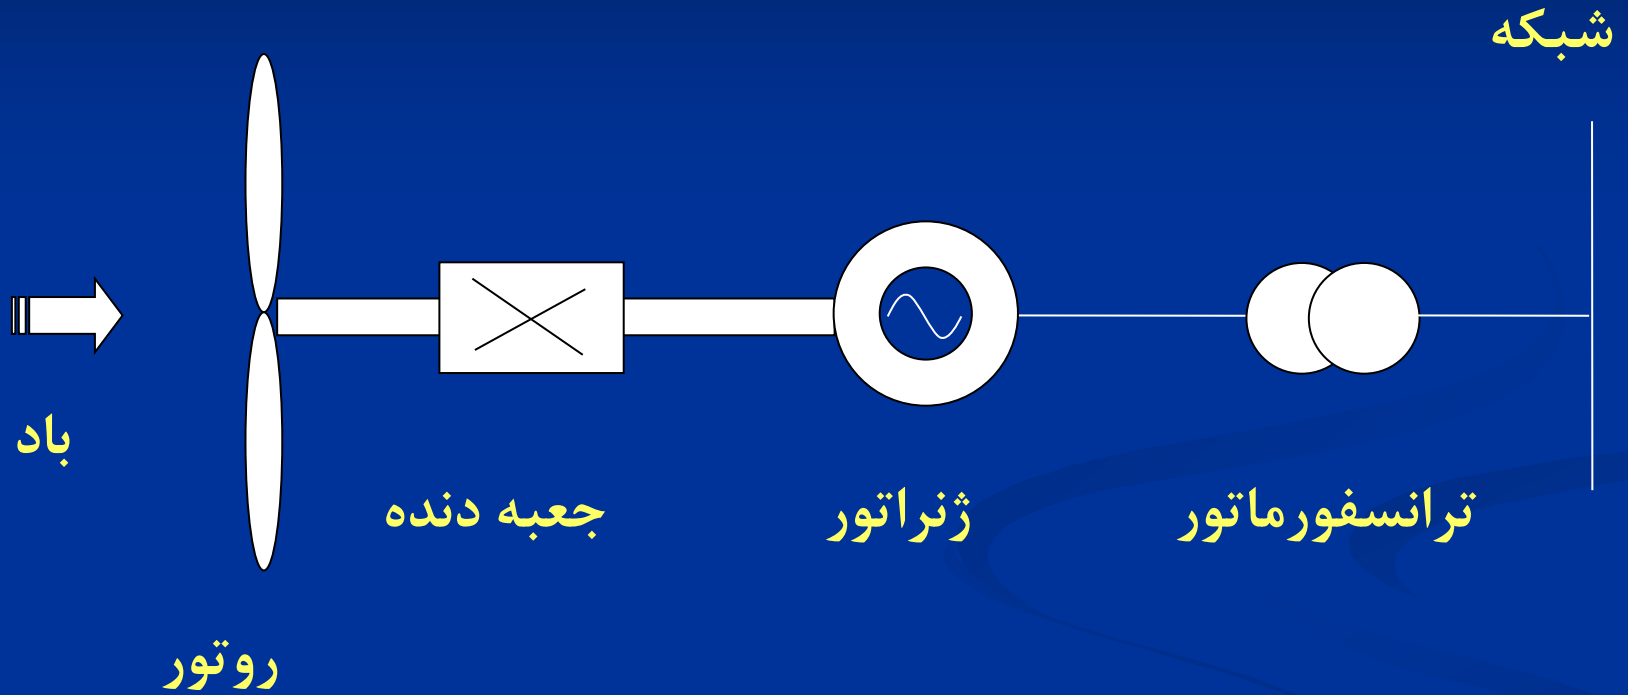 شبکه
باد
جعبه دنده
ژنراتور
ترانسفورماتور
روتور